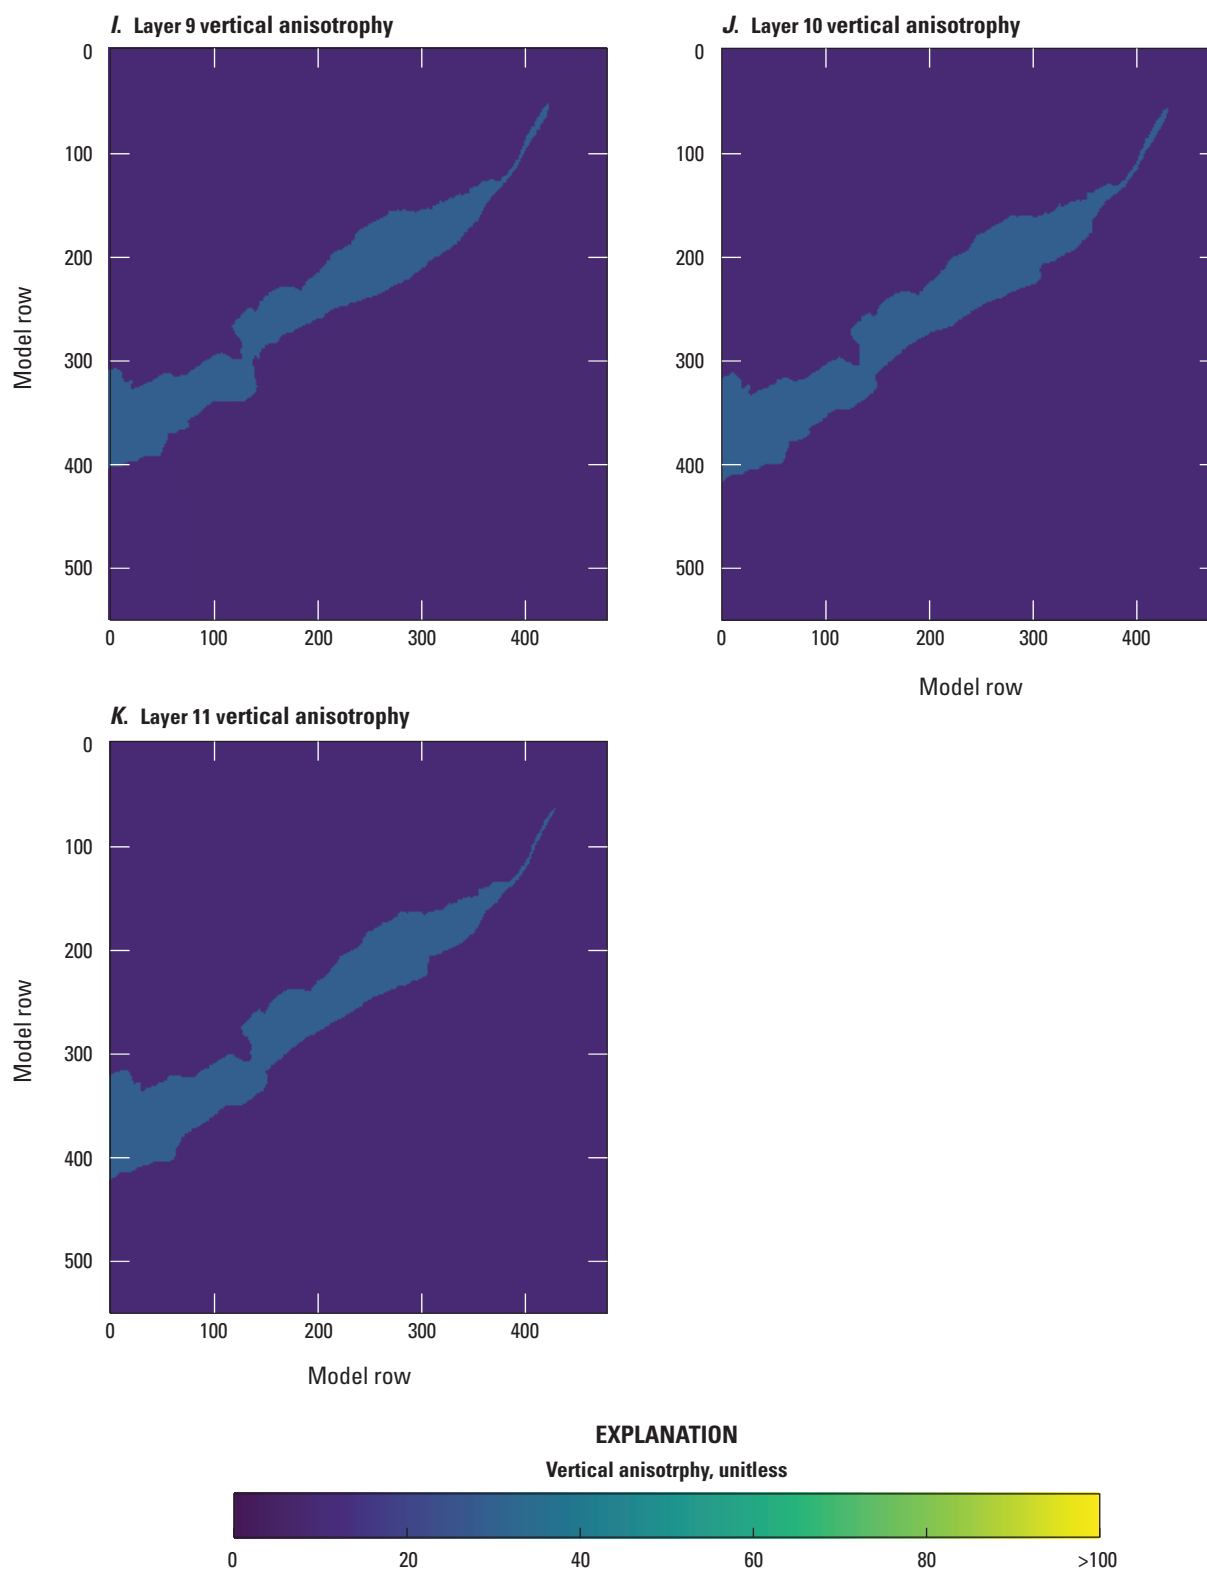 I. Layer 9 vertical anisotrophy
0
100
200
300
400
500
Model row
0 100 200 300 400
J. Layer 10 vertical anisotrophy
0
100
200
300
400
500
0 100 200 300 400
Model row
K. Layer 11 vertical anisotrophy
0
100
200
300
400
500
Model row
0 100 200 300 400
Model row
EXPLANATION
Vertical anisotrphy, unitless
0 20 40 60 80 >100